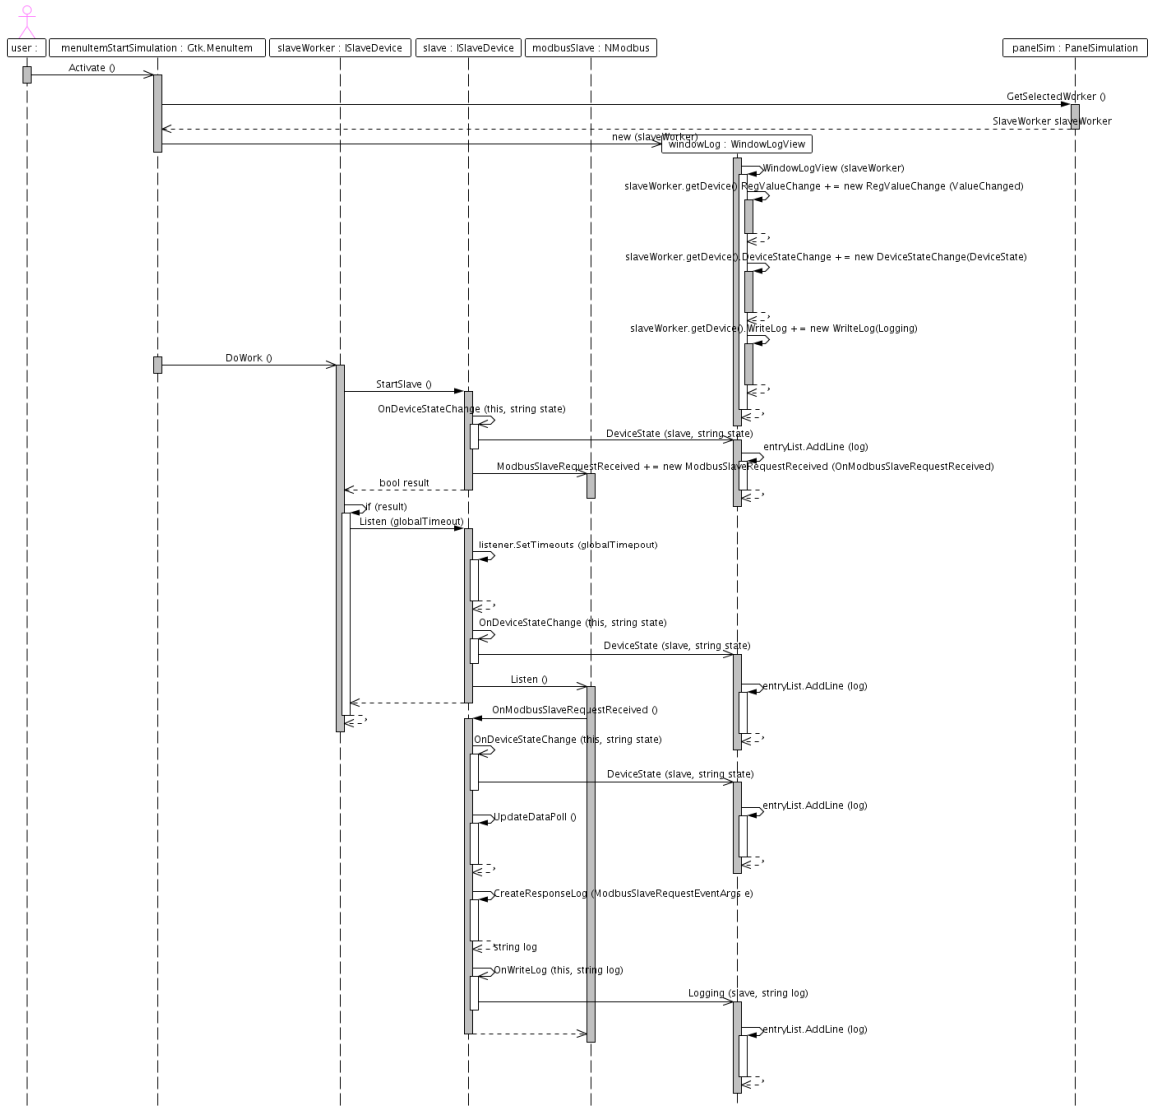 user :
menuItemStartSimulation : Gtk.MenuItem
slaveWorker : ISlaveDevice
slave : ISlaveDevice
modbusSlave : NModbus
panelSim : PanelSimulation
Activate ()
GetSelectedWorker ()
SlaveWorker slaveWorker
new (slaveWorker)
windowLog : WindowLogView
WindowLogView (slaveWorker)
slaveWorker.getDevice().RegValueChange += new RegValueChange (ValueChanged)
slaveWorker.getDevice().DeviceStateChange += new DeviceStateChange(DeviceState)
slaveWorker.getDevice().WriteLog += new WrilteLog(Logging)
DoWork ()
StartSlave ()
OnDeviceStateChange (this, string state)
DeviceState (slave, string state)
entryList.AddLine (log)
ModbusSlaveRequestReceived += new ModbusSlaveRequestReceived (OnModbusSlaveRequestReceived)
bool result
if (result)
Listen (globalTimeout)
listener.SetTimeouts (globalTimepout)
OnDeviceStateChange (this, string state)
DeviceState (slave, string state)
Listen ()
entryList.AddLine (log)
OnModbusSlaveRequestReceived ()
OnDeviceStateChange (this, string state)
DeviceState (slave, string state)
entryList.AddLine (log)
UpdateDataPoll ()
CreateResponseLog (ModbusSlaveRequestEventArgs e)
string log
OnWriteLog (this, string log)
Logging (slave, string log)
entryList.AddLine (log)